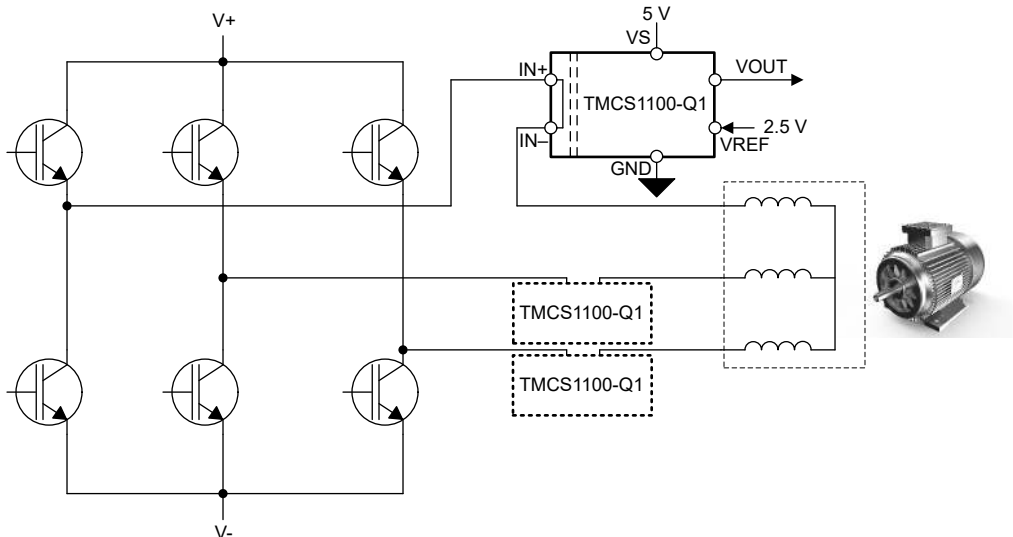 V+
5 V
VS
IN+
VOUT
TMCS1100-Q1
IN–
2.5 V
VREF
GND
TMCS1100-Q1
TMCS1100-Q1
V-